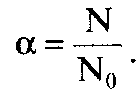 α = N/N₀.